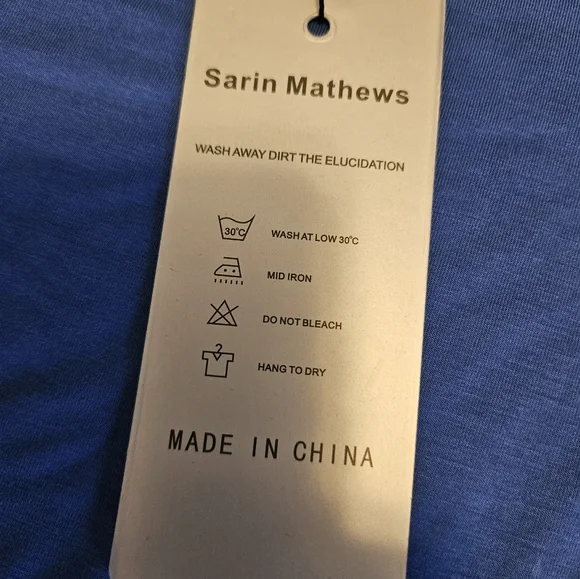 Sarin Mathews
WASH AWAY DIRT THE ELUCIDATION
30°C WASH AT LOW 30°C
MID IRON
DO NOT BLEACH
HANG TO DRY
MADE IN CHINA